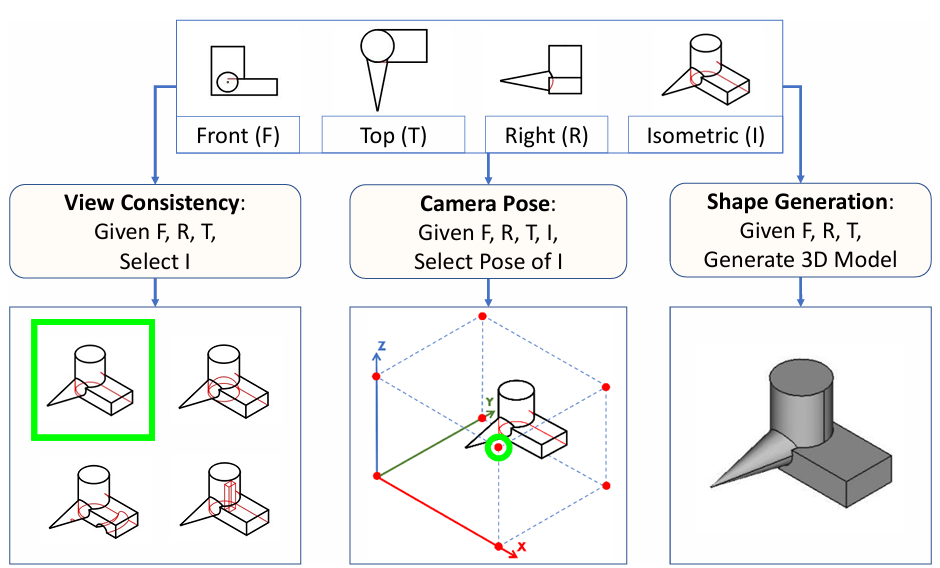 Front (F)
Top (T)
Right (R)
Isometric (I)
View Consistency:
Given F, R, T,
Select I
Camera Pose:
Given F, R, T, I,
Select Pose of I
Shape Generation:
Given F, R, T,
Generate 3D Model
Z
Y
X